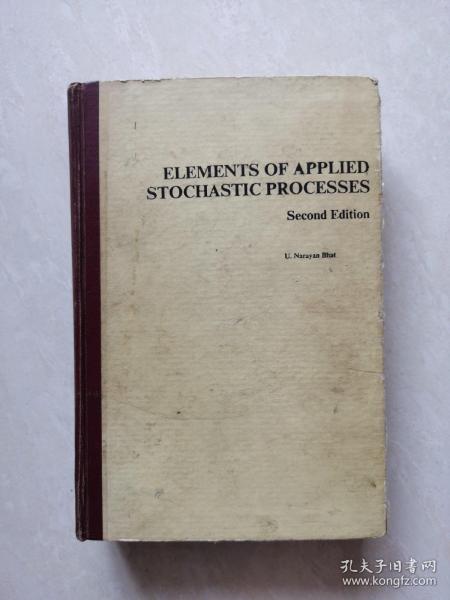 ELEMENTS OF APPLIED
STOCHASTIC PROCESSES
Second Edition
U. Narayan Bhat
孔夫子旧书网
www.kongfz.com